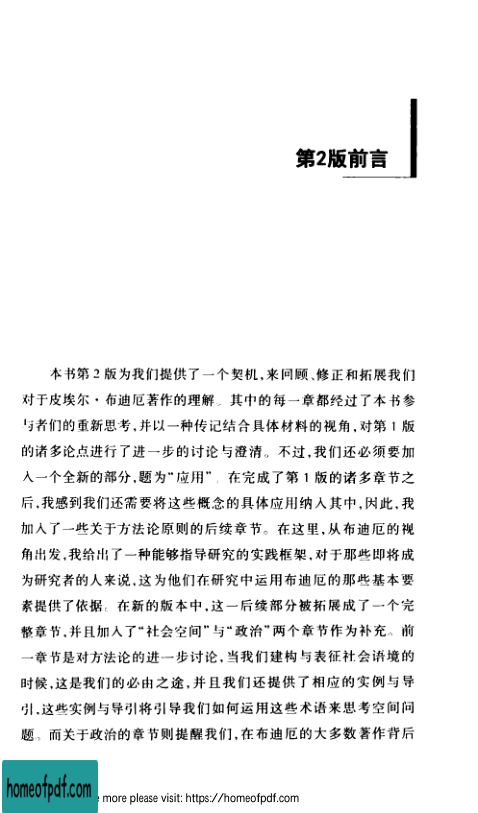 第2版前言
本书第 2 版为我们提供了一个契机,来回顾、修正和拓展我们
对于皮埃尔·布迪厄著作的理解。其中的每一章都经过了本书参
与者们的重新思考,并以一种传记结合具体材料的视角,对第 1 版
的诸多论点进行了进一步的讨论与澄清。不过,我们还必须要加
入一个全新的部分,题为“应用”。在完成了第 1 版的诸多章节之
后,我感到我们还需要将这些概念的具体应用纳入其中,因此,我
加入了一些关于方法论原则的后续章节。在这里,从布迪厄的视
角出发,我给出了一种能够指导研究的实践框架,对于那些即将成
为研究者的人来说,这为他们在研究中运用布迪厄的那些基本要
素提供了依据。在新的版本中,这一后续部分被拓展成了一个完
整章节,并且加入了“社会空间”与“政治”两个章节作为补充。前
一章节是对方法论的进一步讨论,当我们建构与表征社会语境的
时候,这是我们的必由之途,并且我们还提供了相应的实例与导
引,这些实例与导引将引导我们如何运用这些术语来思考空间问
题。而关于政治的章节则提醒我们,在布迪厄的大多数著作背后
homeofpdf.com
more please visit: https://homeofpdf.com